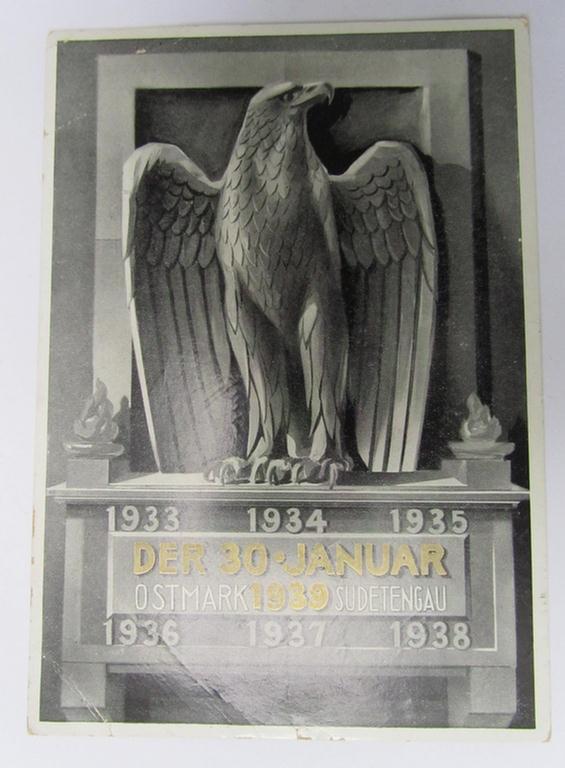 1933 1934 1935
DER 30·JANUAR
OSTMARK 1939 SUDETENGAU
1936 1937 1938